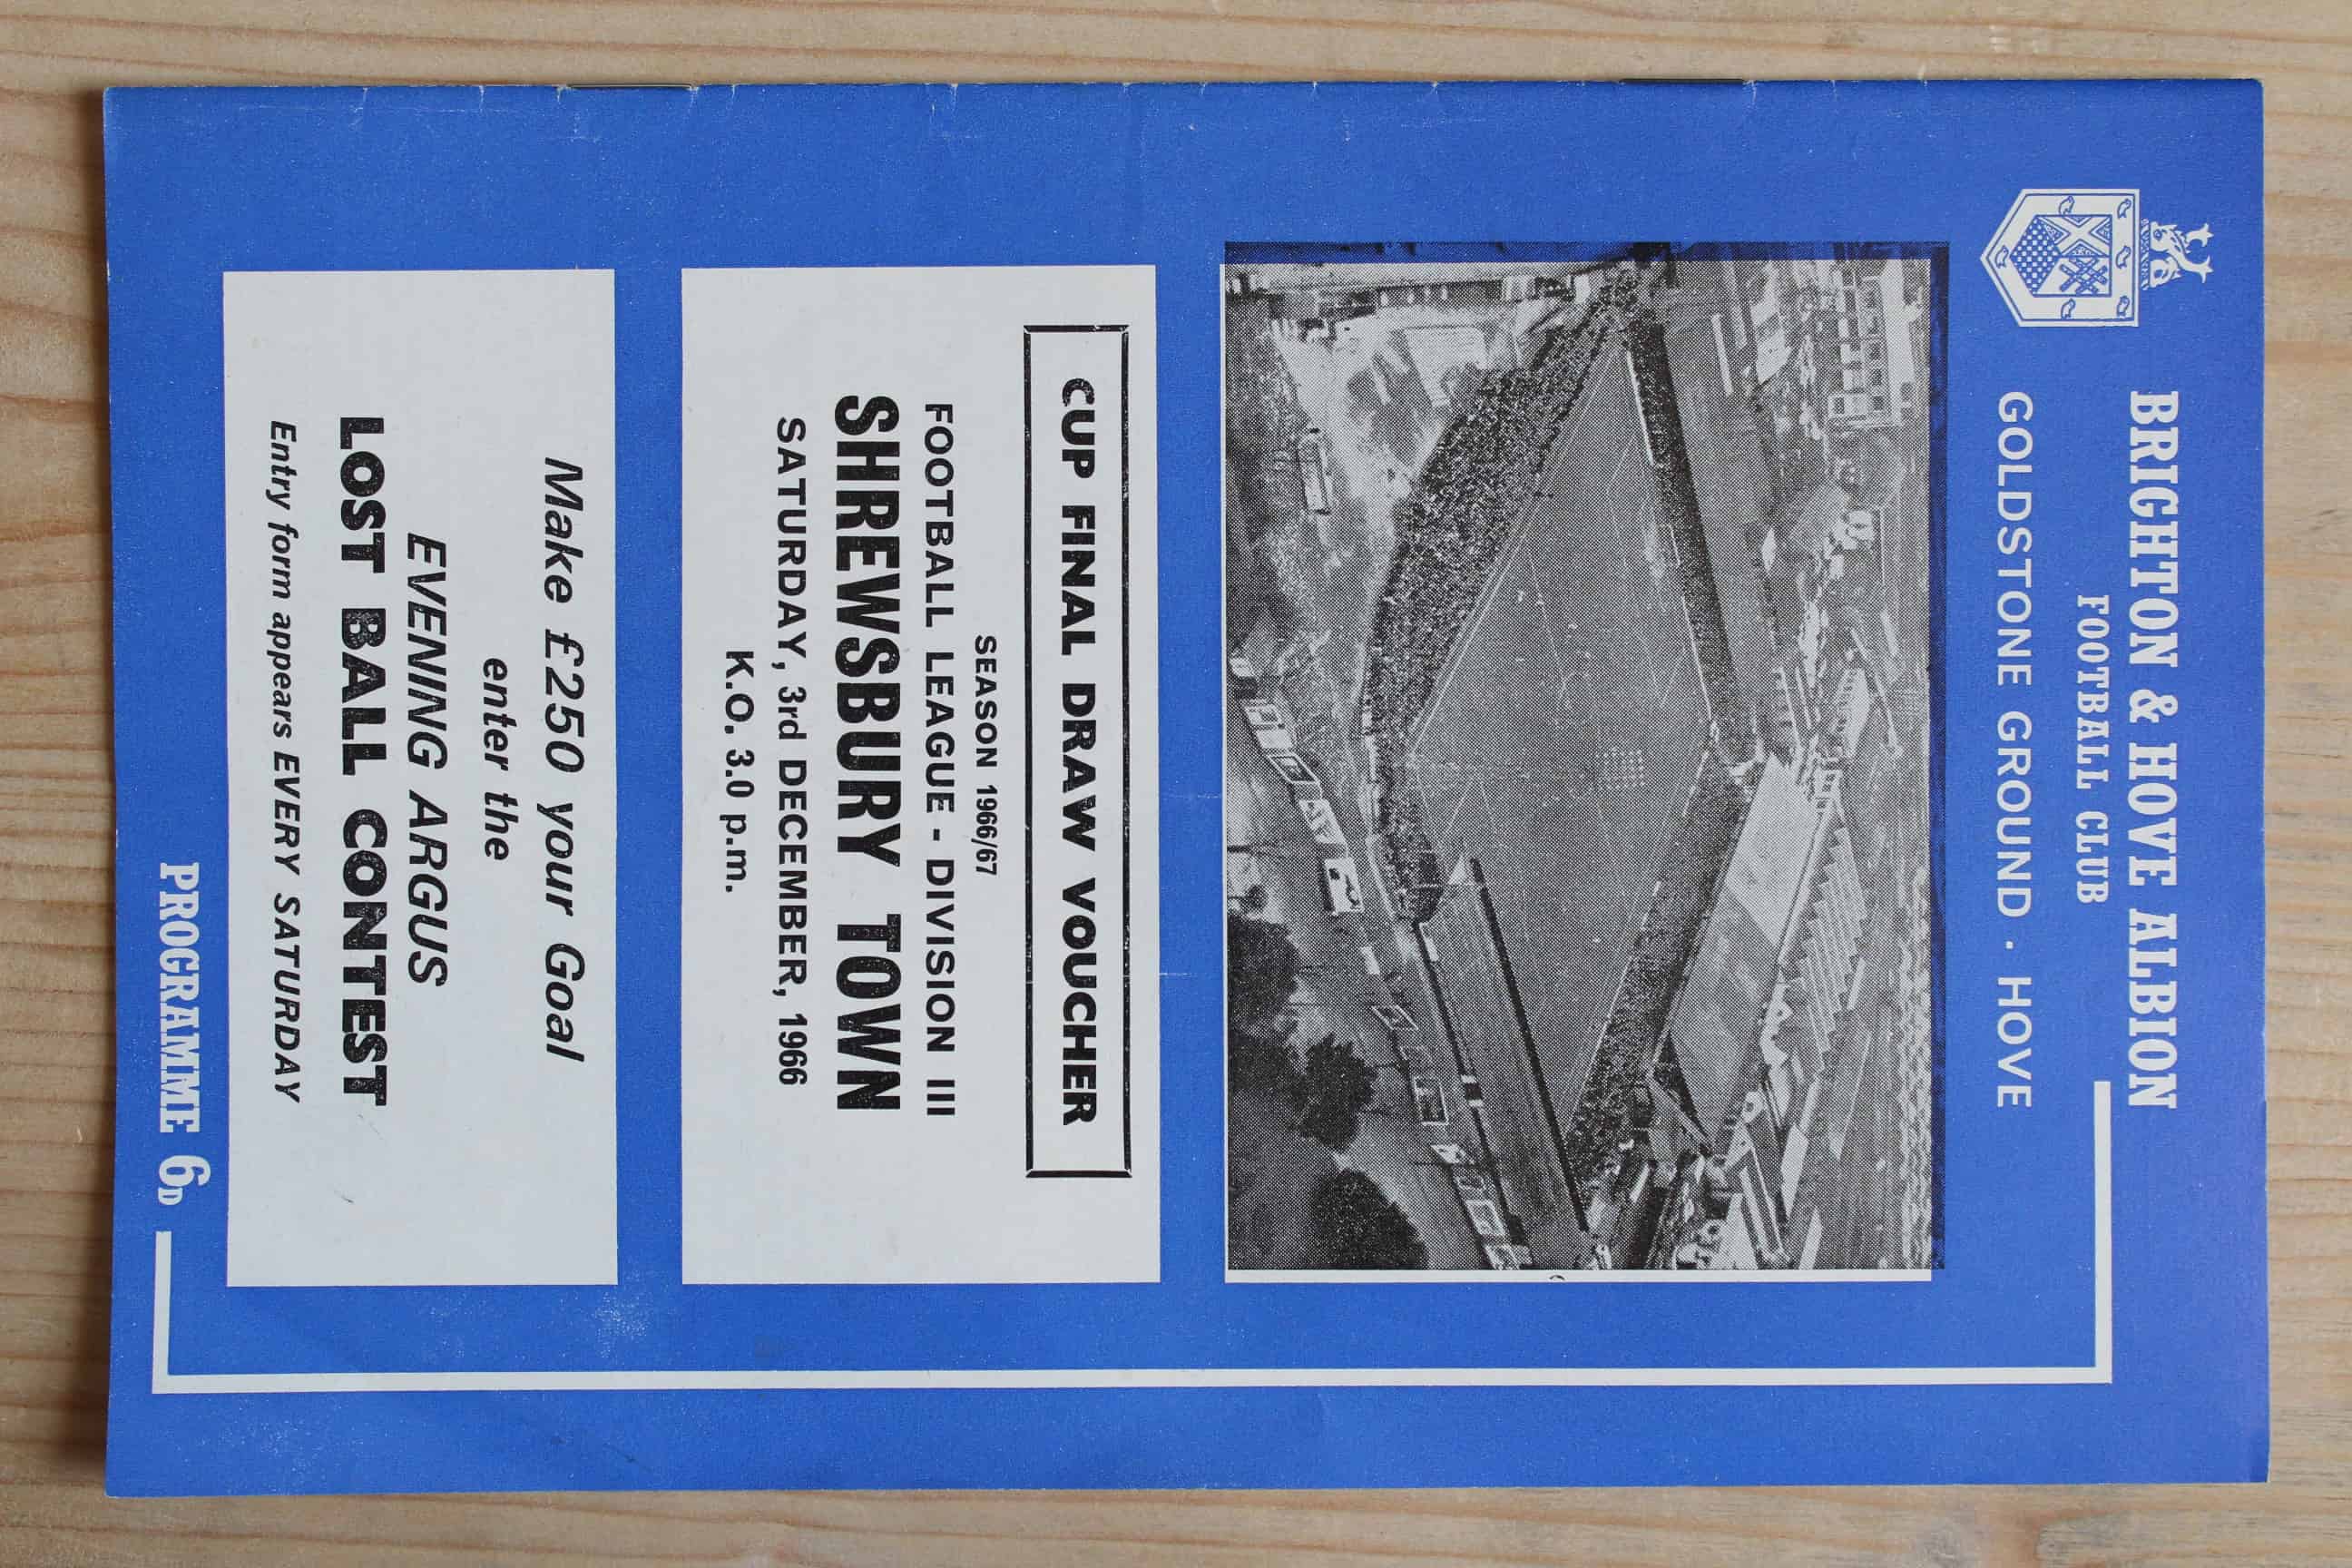 BRIGHTON & HOVE ALBION
FOOTBALL CLUB
GOLDSTONE GROUND · HOVE
CUP FINAL DRAW VOUCHER
SEASON 1966/67
FOOTBALL LEAGUE - DIVISION III
SHREWSBURY TOWN
SATURDAY, 3rd DECEMBER, 1966
K.O. 3.0 p.m.
Make £250 your Goal
enter the
EVENING ARGUS
LOST BALL CONTEST
Entry form appears EVERY SATURDAY
PROGRAMME 6D